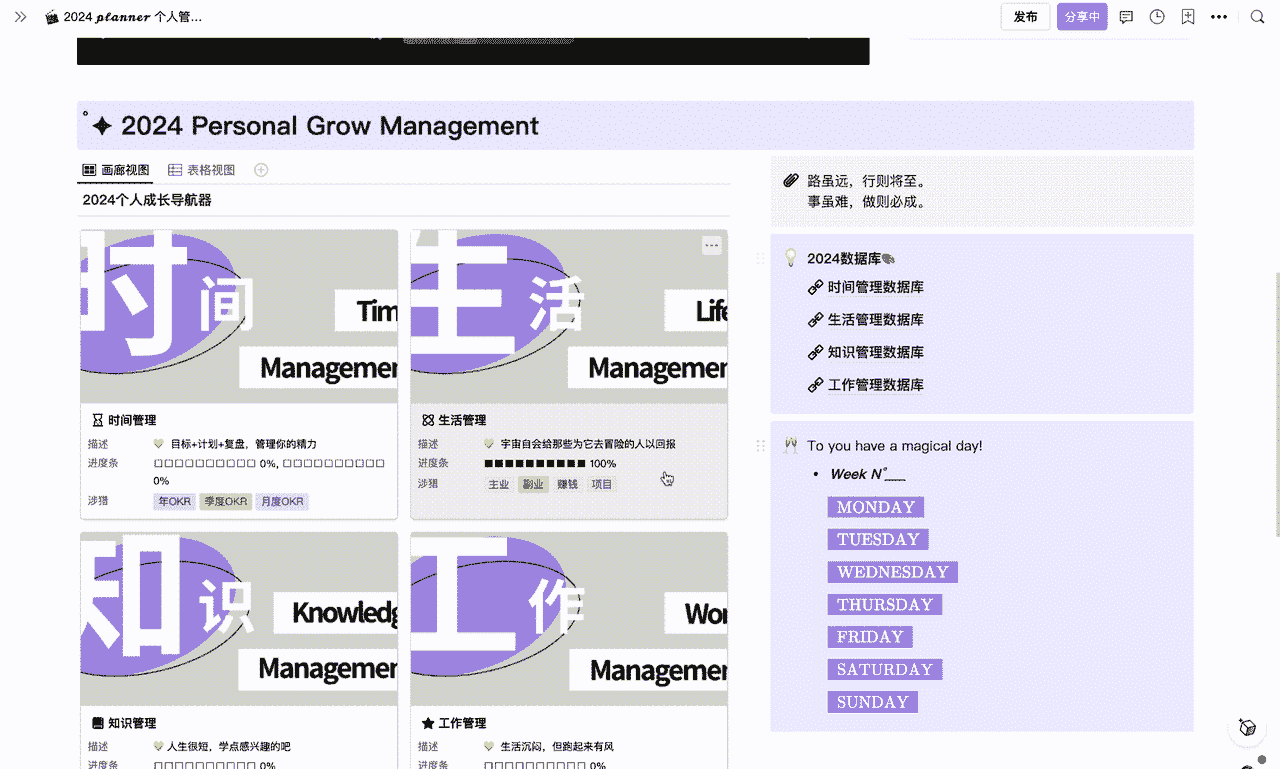 2024 𝓹𝓵𝓪𝓷𝓷𝓮𝓻 个人管...
发布
分享中
2024 Personal Grow Management
画廊视图
表格视图
2024个人成长导航器
时间
Tim
Managemen
时间管理
描述 目标+计划+复盘，管理你的精力
进度条 □□□□□□□□□□ 0%, □□□□□□□□□□
0%
涉猎 年OKR 季度OKR 月度OKR
生活
Life
Managemen
生活管理
描述 宇宙自会给那些为它去冒险的人以回报
进度条 ■■■■■■■■■■ 100%
涉猎 主业 副业 赚钱 项目
知识
Knowledg
Managemen
知识管理
描述 人生很短，学点感兴趣的吧
进度条 □□□□□□□□□□ 0%
工作
Wor
Managemen
工作管理
描述 生活沉闷，但跑起来有风
进度条 □□□□□□□□□□ 0%
路虽远，行则将至。
事虽难，做则必成。
2024数据库
时间管理数据库
生活管理数据库
知识管理数据库
工作管理数据库
To you have a magical day!
• Week N°___
MONDAY
TUESDAY
WEDNESDAY
THURSDAY
FRIDAY
SATURDAY
SUNDAY